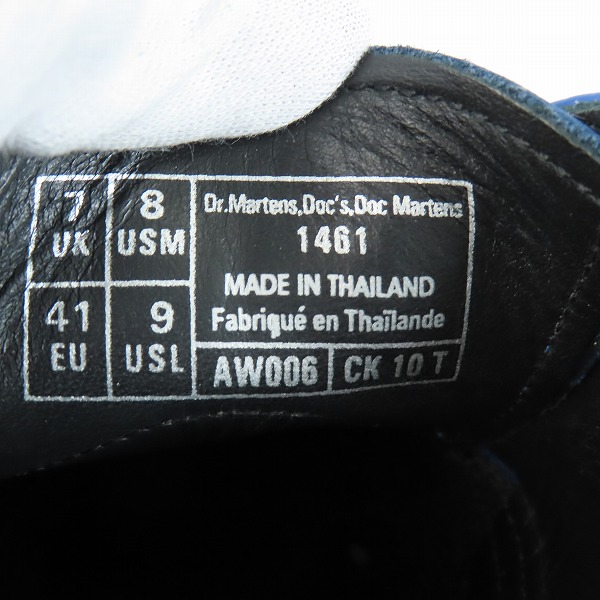 7
UK
8
USM
41
EU
9
USL
Dr.Martens,Doc's,Doc Martens
1461
MADE IN THAILAND
Fabriqué en Thaïlande
AW006
CK 10 T